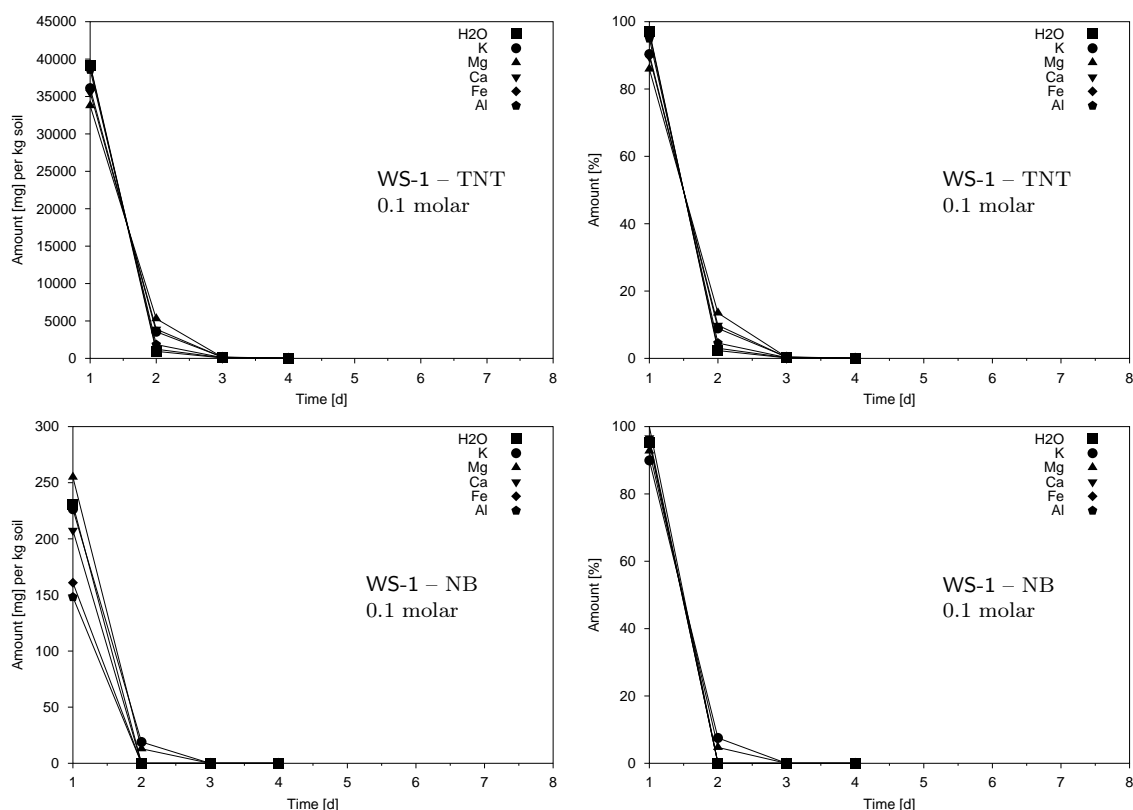 45000
40000
35000
30000
25000
20000
15000
10000
5000
0
Amount [mg] per kg soil
H2O
K
Mg
Ca
Fe
Al
WS-1 – TNT
0.1 molar
1 2 3 4 5 6 7 8
Time [d]
100
80
60
40
20
0
Amount [%]
H2O
K
Mg
Ca
Fe
Al
WS-1 – TNT
0.1 molar
1 2 3 4 5 6 7 8
Time [d]
300
250
200
150
100
50
0
Amount [mg] per kg soil
H2O
K
Mg
Ca
Fe
Al
WS-1 – NB
0.1 molar
1 2 3 4 5 6 7 8
Time [d]
100
80
60
40
20
0
Amount [%]
H2O
K
Mg
Ca
Fe
Al
WS-1 – NB
0.1 molar
1 2 3 4 5 6 7 8
Time [d]